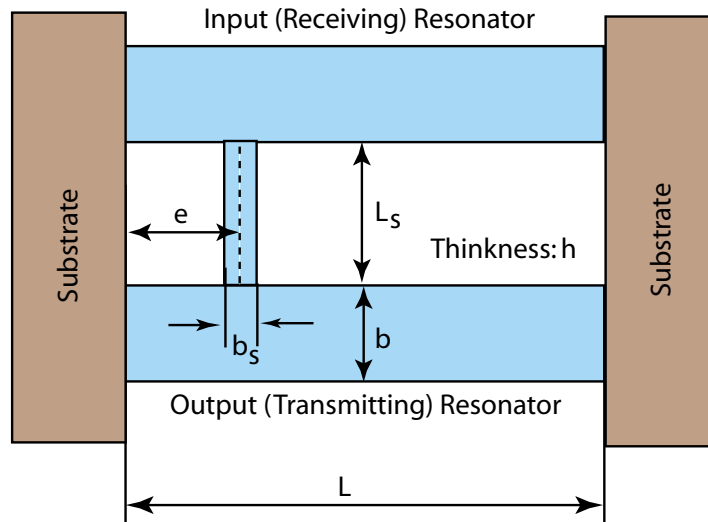 Input (Receiving) Resonator
Substrate
Substrate
e
Ls
Thinkness: h
bs
b
Output (Transmitting) Resonator
L